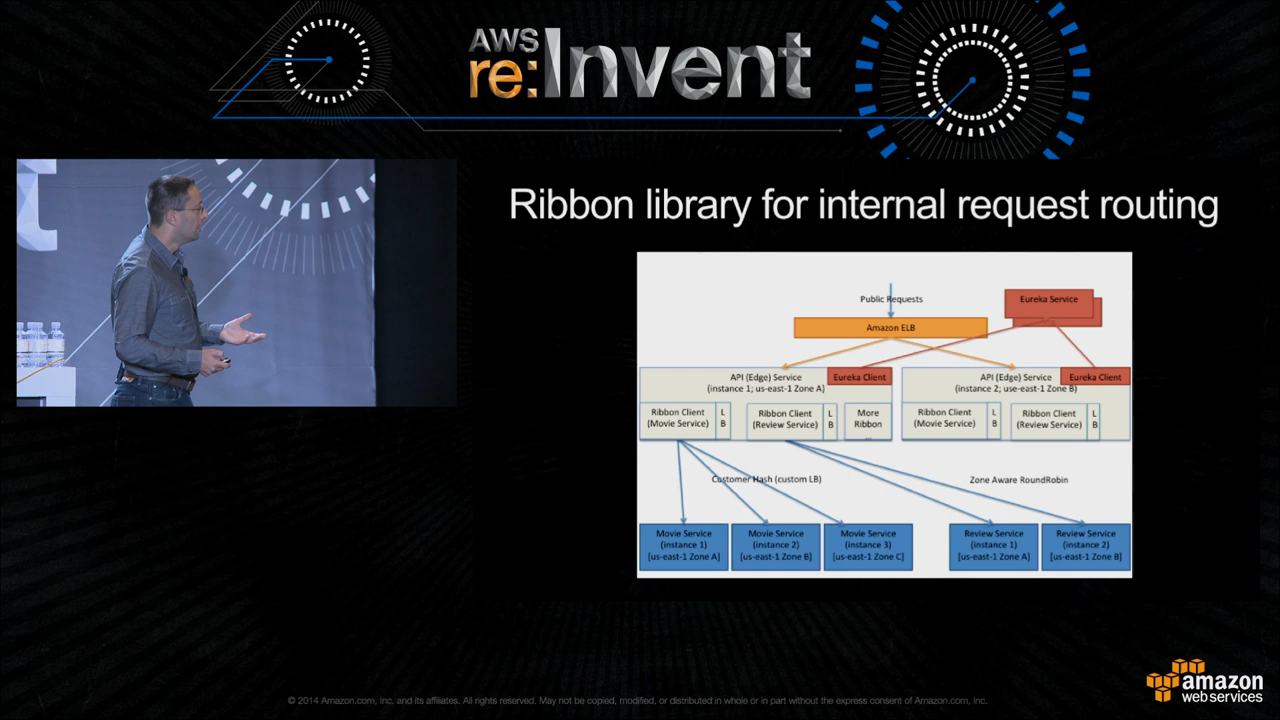 AWS
re:Invent
Ribbon library for internal request routing
Public Requests
Eureka Service
Amazon ELB
API (Edge) Service
(instance 1; us-east-1 Zone A)
Eureka Client
API (Edge) Service
(instance 2; use-east-1 Zone B)
Eureka Client
Ribbon Client
(Movie Service)
L
B
Ribbon Client
(Review Service)
L
B
More
Ribbon
...
Ribbon Client
(Movie Service)
L
B
Ribbon Client
(Review Service)
L
B
Customer Hash (custom LB)
Zone Aware RoundRobin
Movie Service
(instance 1)
[us-east-1 Zone A]
Movie Service
(instance 2)
[us-east-1 Zone B]
Movie Service
(instance 3)
[us-east-1 Zone C]
Review Service
(instance 1)
[us-east-1 Zone A]
Review Service
(instance 2)
[us-east-1 Zone B]
© 2014 Amazon.com, Inc, and its affiliates. All rights reserved. May not be copied, modified, or distributed in whole or in part without the express consent of Amazon.com, Inc.
amazon
web services